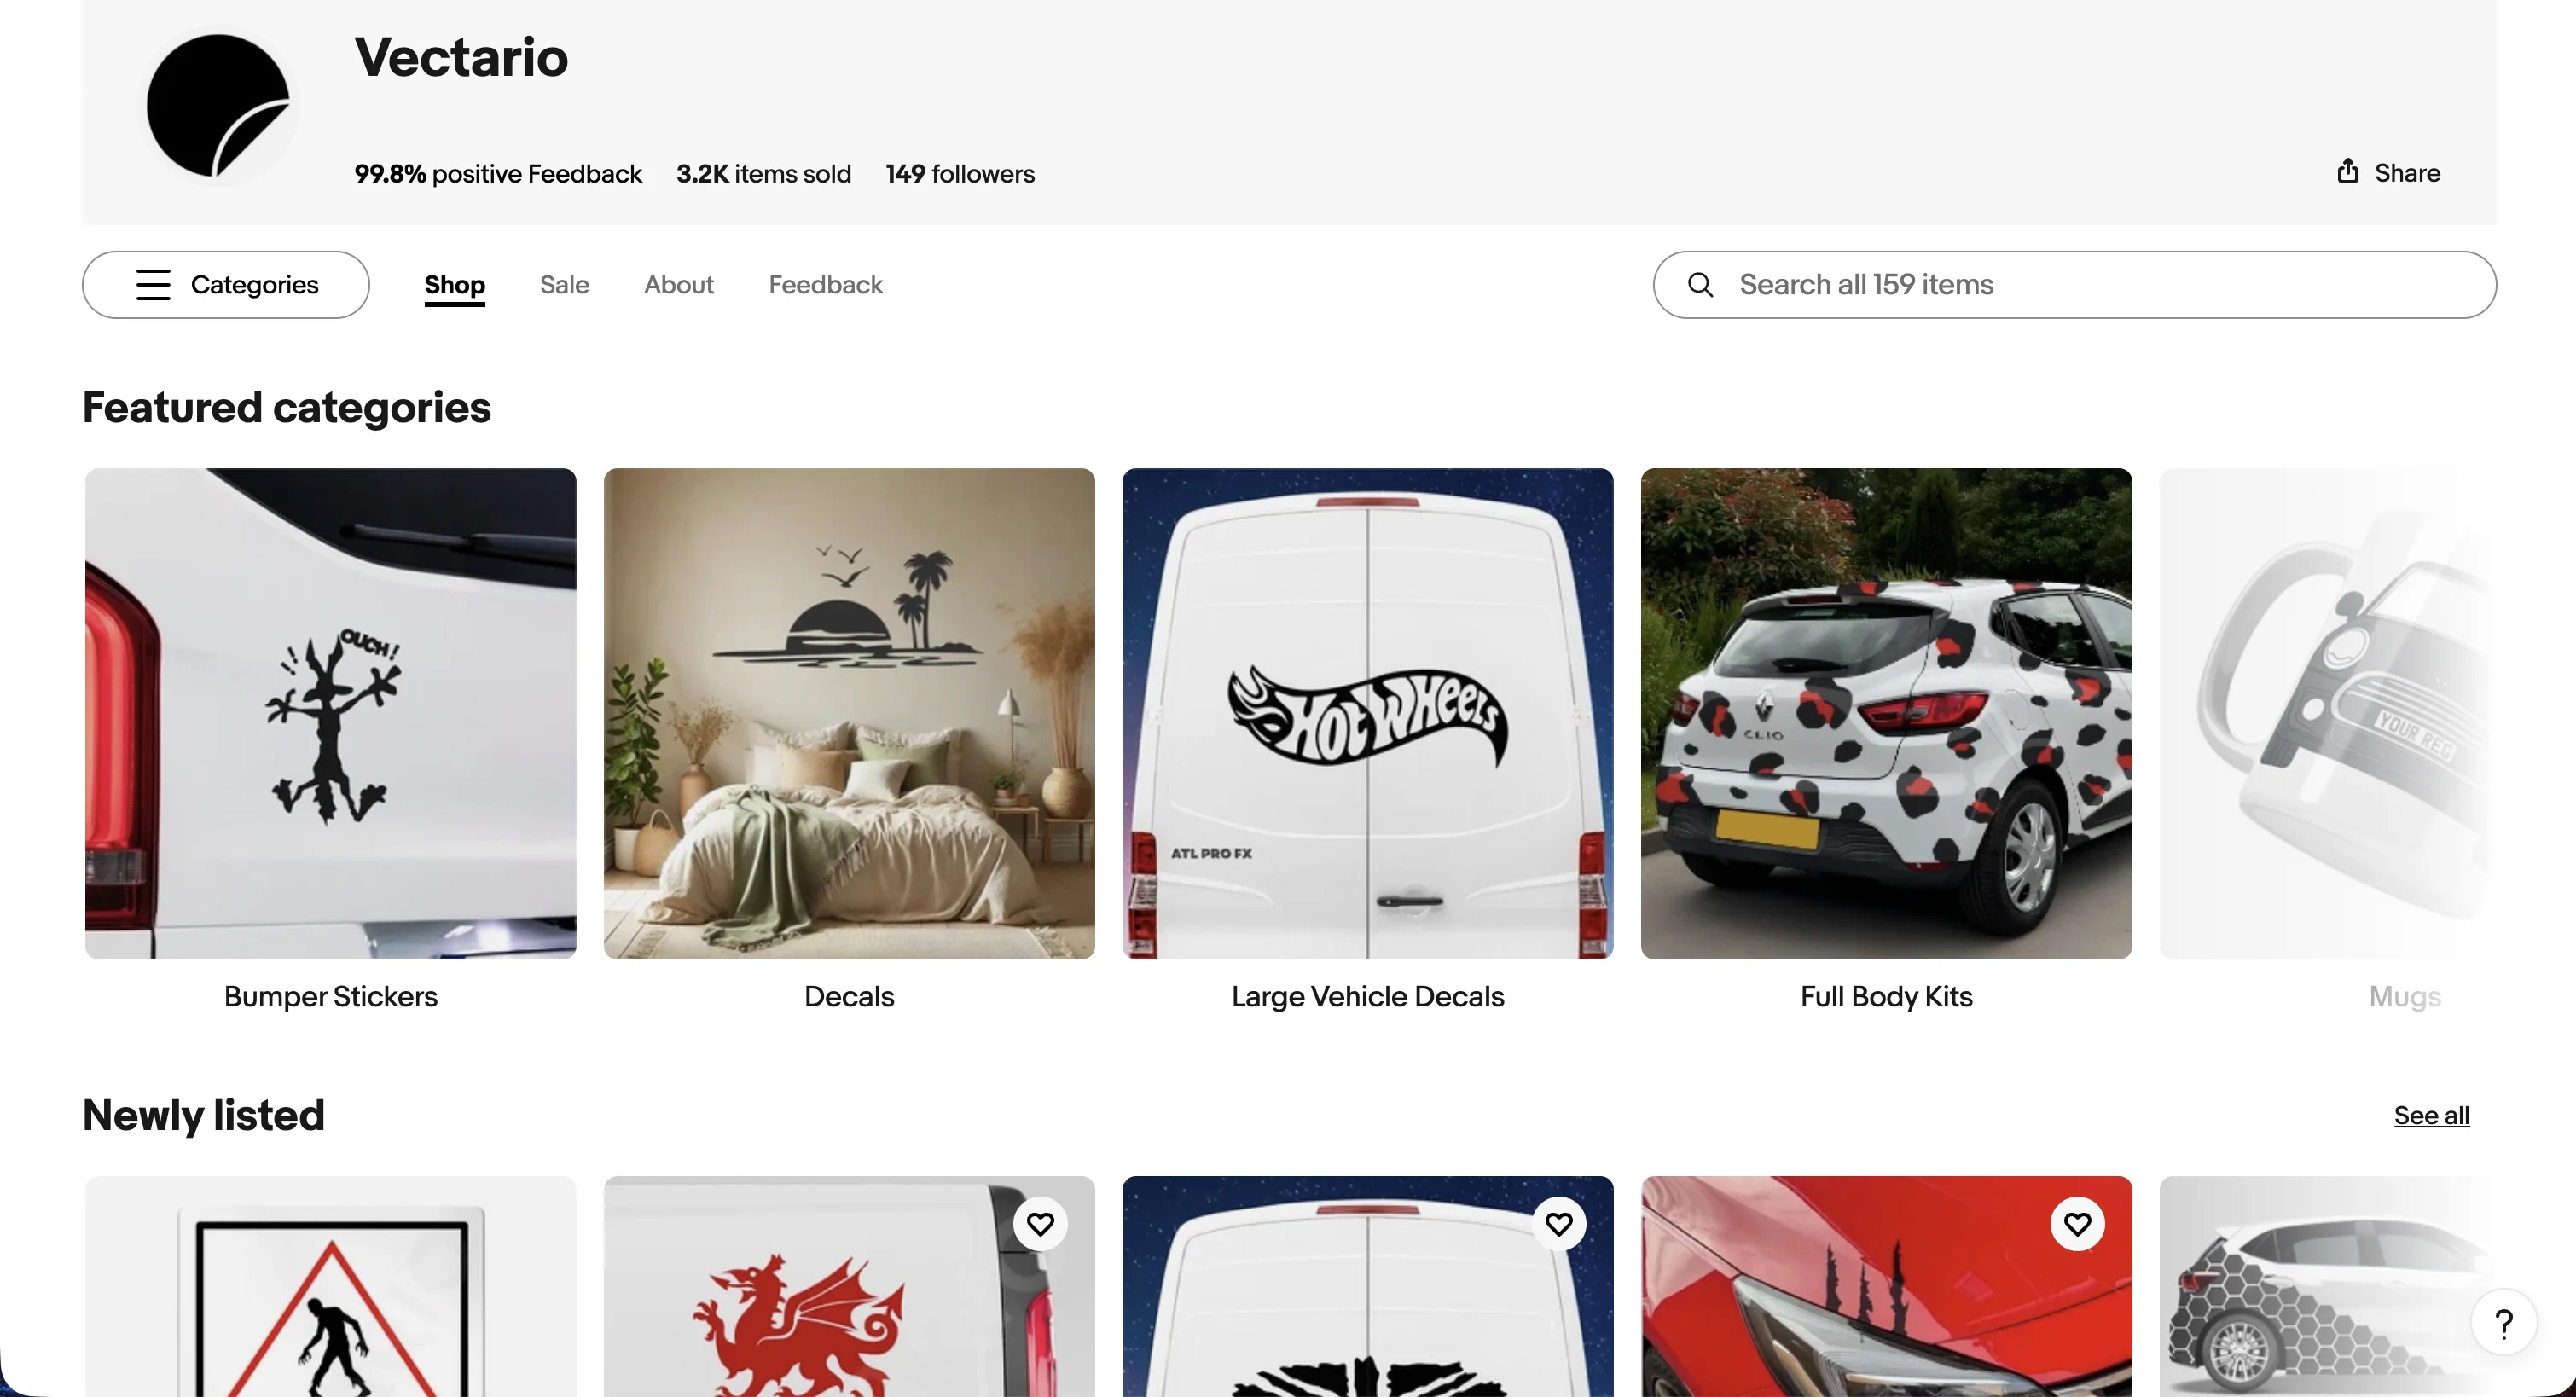 Vectario
99.8% positive Feedback 3.2K items sold 149 followers
Share
Categories Shop Sale About Feedback
Search all 159 items
Featured categories
OUCH!
!!
HOT WHEELS
ATL PRO FX
CLIO
YOUR REG
Bumper Stickers
Decals
Large Vehicle Decals
Full Body Kits
Mugs
Newly listed
See all
?